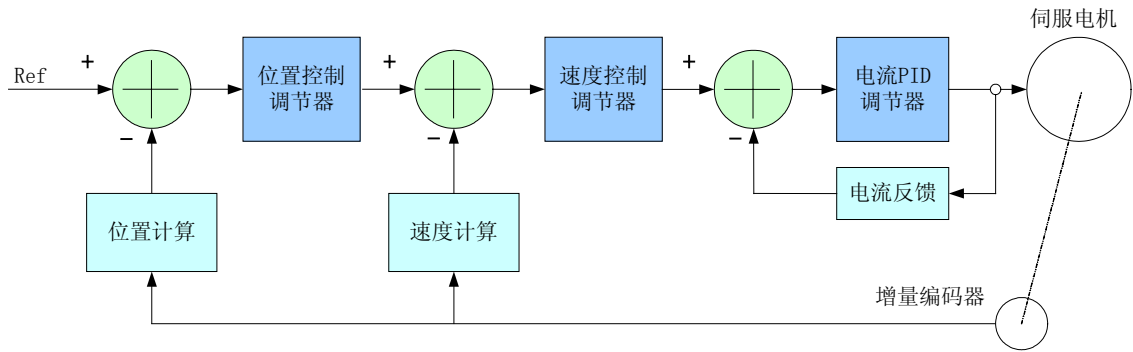 伺服电机
Ref
+
位置控制
调节器
+
速度控制
调节器
+
电流PID
调节器
−
−
−
位置计算
速度计算
电流反馈
增量编码器